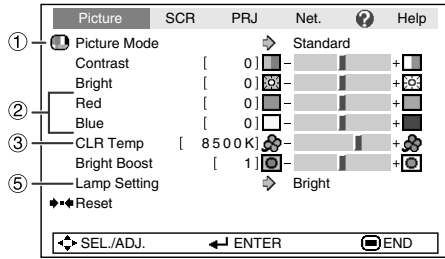 Picture SCR PRJ Net. ? Help
① Picture Mode Standard
Contrast [ 0] - +
Bright [ 0] - +
② Red [ 0] - +
Blue [ 0] - +
③ CLR Temp [ 8500K] - +
Bright Boost [ 1] - +
⑤ Lamp Setting Bright
Reset
SEL./ADJ. ENTER END